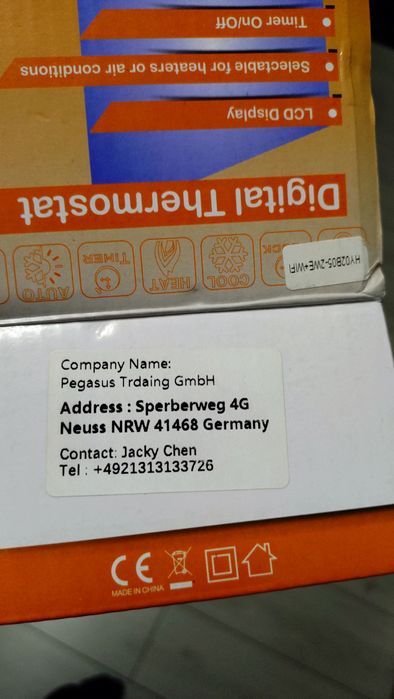 Timer On/Off
Selectable for heaters or air conditions
LCD Display
Digital Thermostat
AUTO
TIMER
HEAT
COOL
HY02B05-2WE+WIFI
Company Name:
Pegasus Trdaing GmbH
Address : Sperberweg 4G
Neuss NRW 41468 Germany
Contact: Jacky Chen
Tel : +4921313133726
CE
MADE IN CHINA